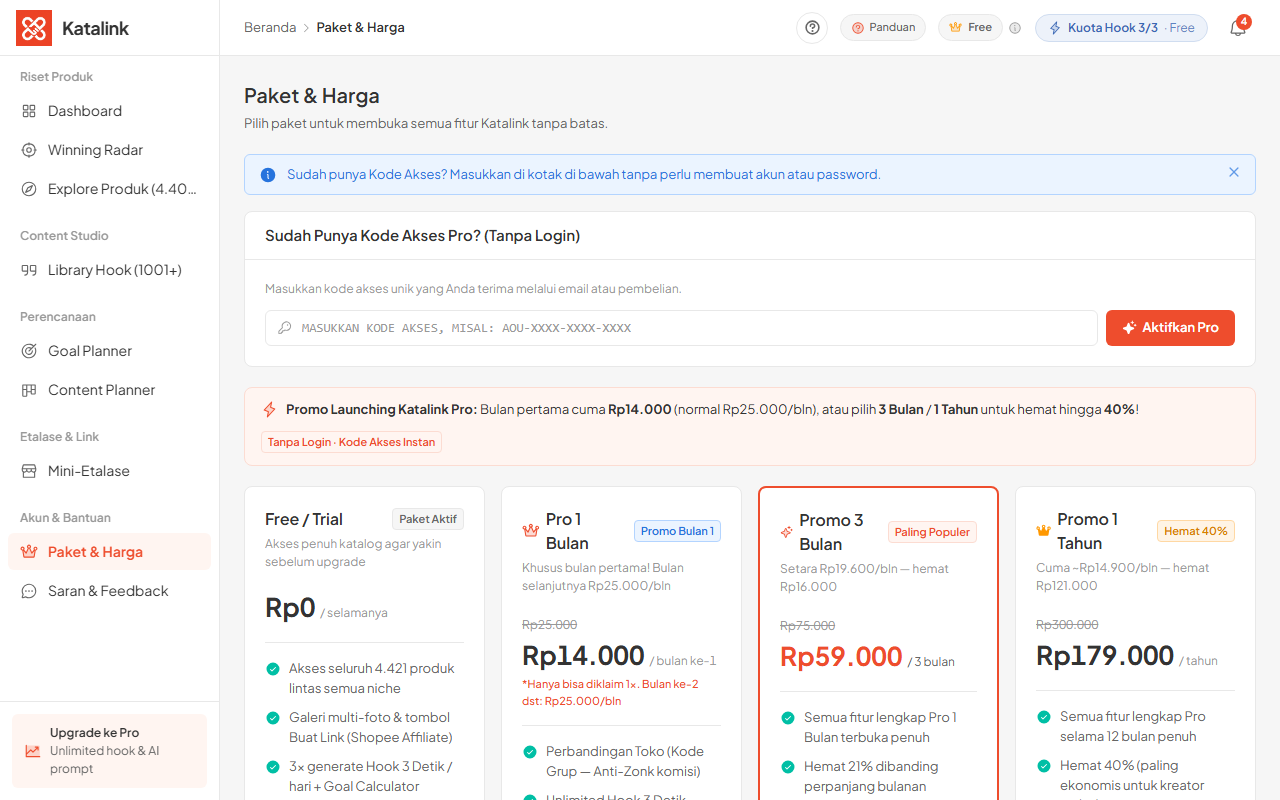 Katalink
Beranda > Paket & Harga
Panduan
Free
Kuota Hook 3/3 · Free
4
Riset Produk
Dashboard
Winning Radar
Explore Produk (4.40...
Content Studio
Library Hook (1001+)
Perencanaan
Goal Planner
Content Planner
Etalase & Link
Mini-Etalase
Akun & Bantuan
Paket & Harga
Saran & Feedback
Upgrade ke Pro
Unlimited hook & AI
prompt
Paket & Harga
Pilih paket untuk membuka semua fitur Katalink tanpa batas.
Sudah punya Kode Akses? Masukkan di kotak di bawah tanpa perlu membuat akun atau password.
Sudah Punya Kode Akses Pro? (Tanpa Login)
Masukkan kode akses unik yang Anda terima melalui email atau pembelian.
MASUKKAN KODE AKSES, MISAL: AOU-XXXX-XXXX-XXXX
Aktifkan Pro
Promo Launching Katalink Pro: Bulan pertama cuma Rp14.000 (normal Rp25.000/bln), atau pilih 3 Bulan / 1 Tahun untuk hemat hingga 40%!
Tanpa Login · Kode Akses Instan
Free / Trial
Paket Aktif
Akses penuh katalog agar yakin
sebelum upgrade
Rp0 / selamanya
Akses seluruh 4.421 produk
lintas semua niche
Galeri multi-foto & tombol
Buat Link (Shopee Affiliate)
3× generate Hook 3 Detik /
hari + Goal Calculator
Pro 1
Bulan
Promo Bulan 1
Khusus bulan pertama! Bulan
selanjutnya Rp25.000/bln
Rp25.000
Rp14.000 / bulan ke-1
*Hanya bisa diklaim 1×. Bulan ke-2
dst: Rp25.000/bln
Perbandingan Toko (Kode
Grup — Anti-Zonk komisi)
Unlimited Hook 3 Detik
Promo 3
Bulan
Paling Populer
Setara Rp19.600/bln — hemat
Rp16.000
Rp75.000
Rp59.000 / 3 bulan
Semua fitur lengkap Pro 1
Bulan terbuka penuh
Hemat 21% dibanding
perpanjang bulanan
Promo 1
Tahun
Hemat 40%
Cuma ~Rp14.900/bln — hemat
Rp121.000
Rp300.000
Rp179.000 / tahun
Semua fitur lengkap Pro
selama 12 bulan penuh
Hemat 40% (paling
ekonomis untuk kreator